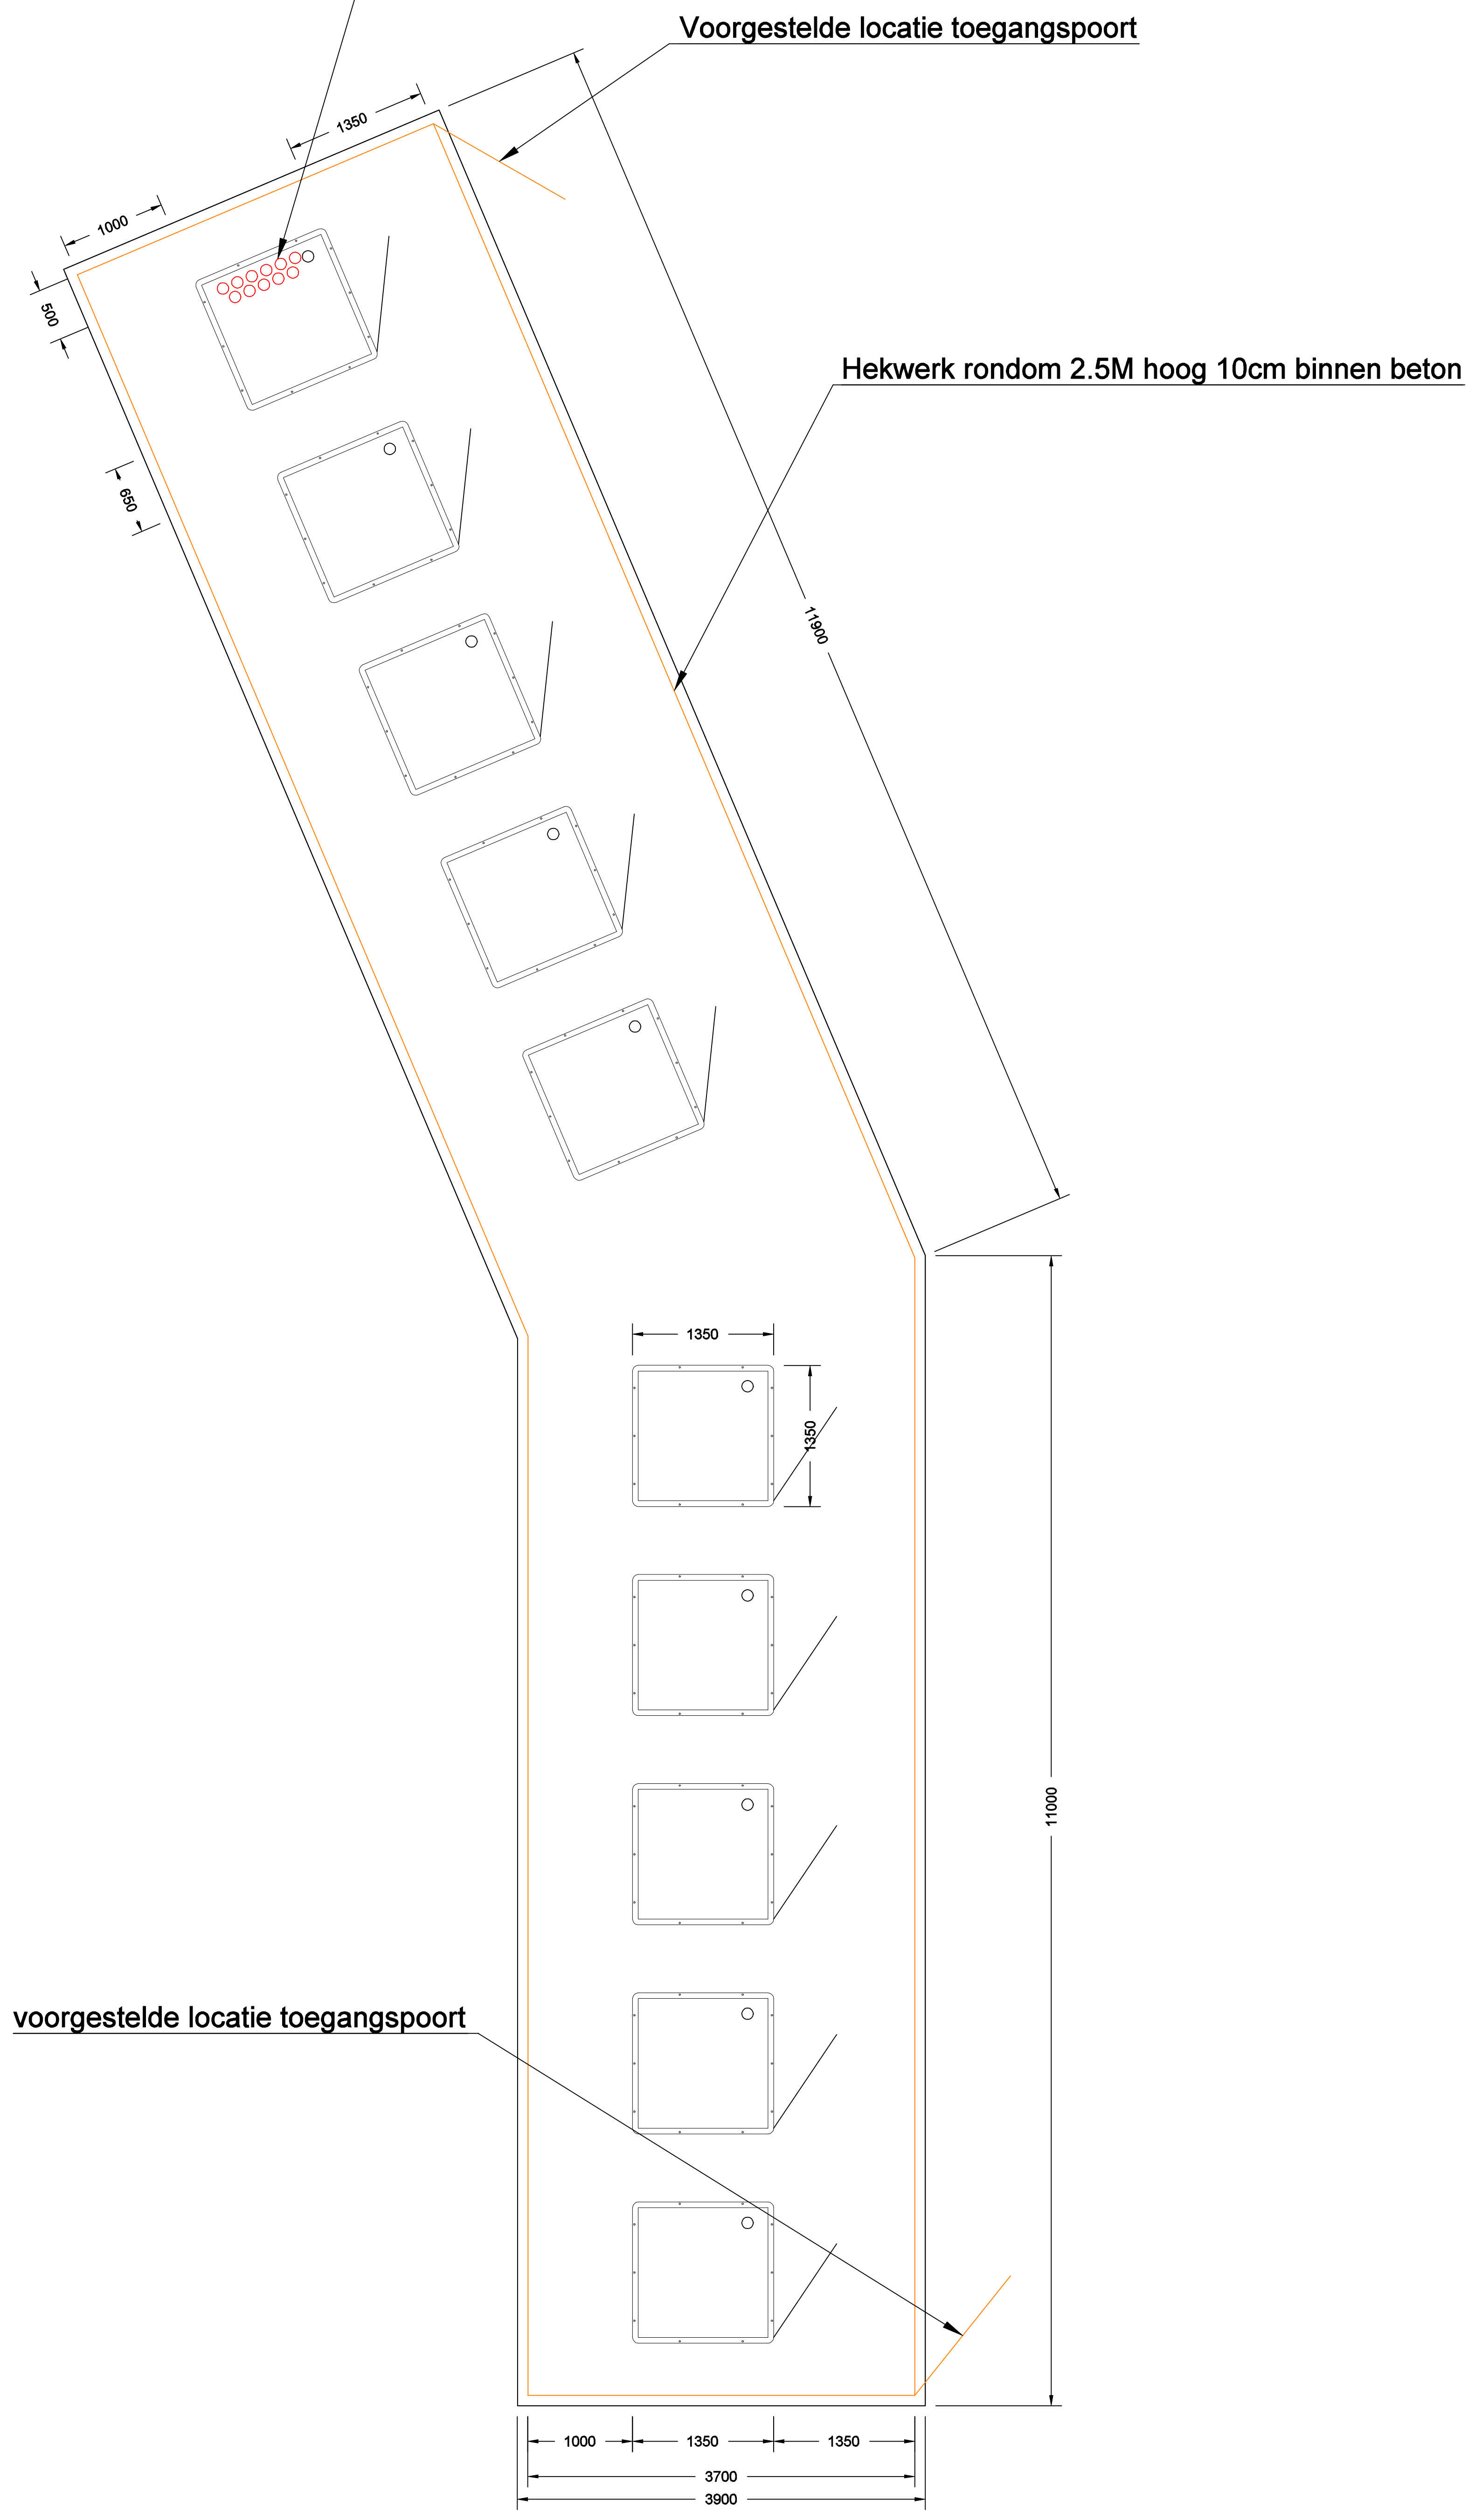 Voorgestelde locatie toegangspoort
1350
1000
500
Hekwerk rondom 2.5M hoog 10cm binnen beton
650
11900
1350
1350
11000
voorgestelde locatie toegangspoort
1000 1350 1350
3700
3900